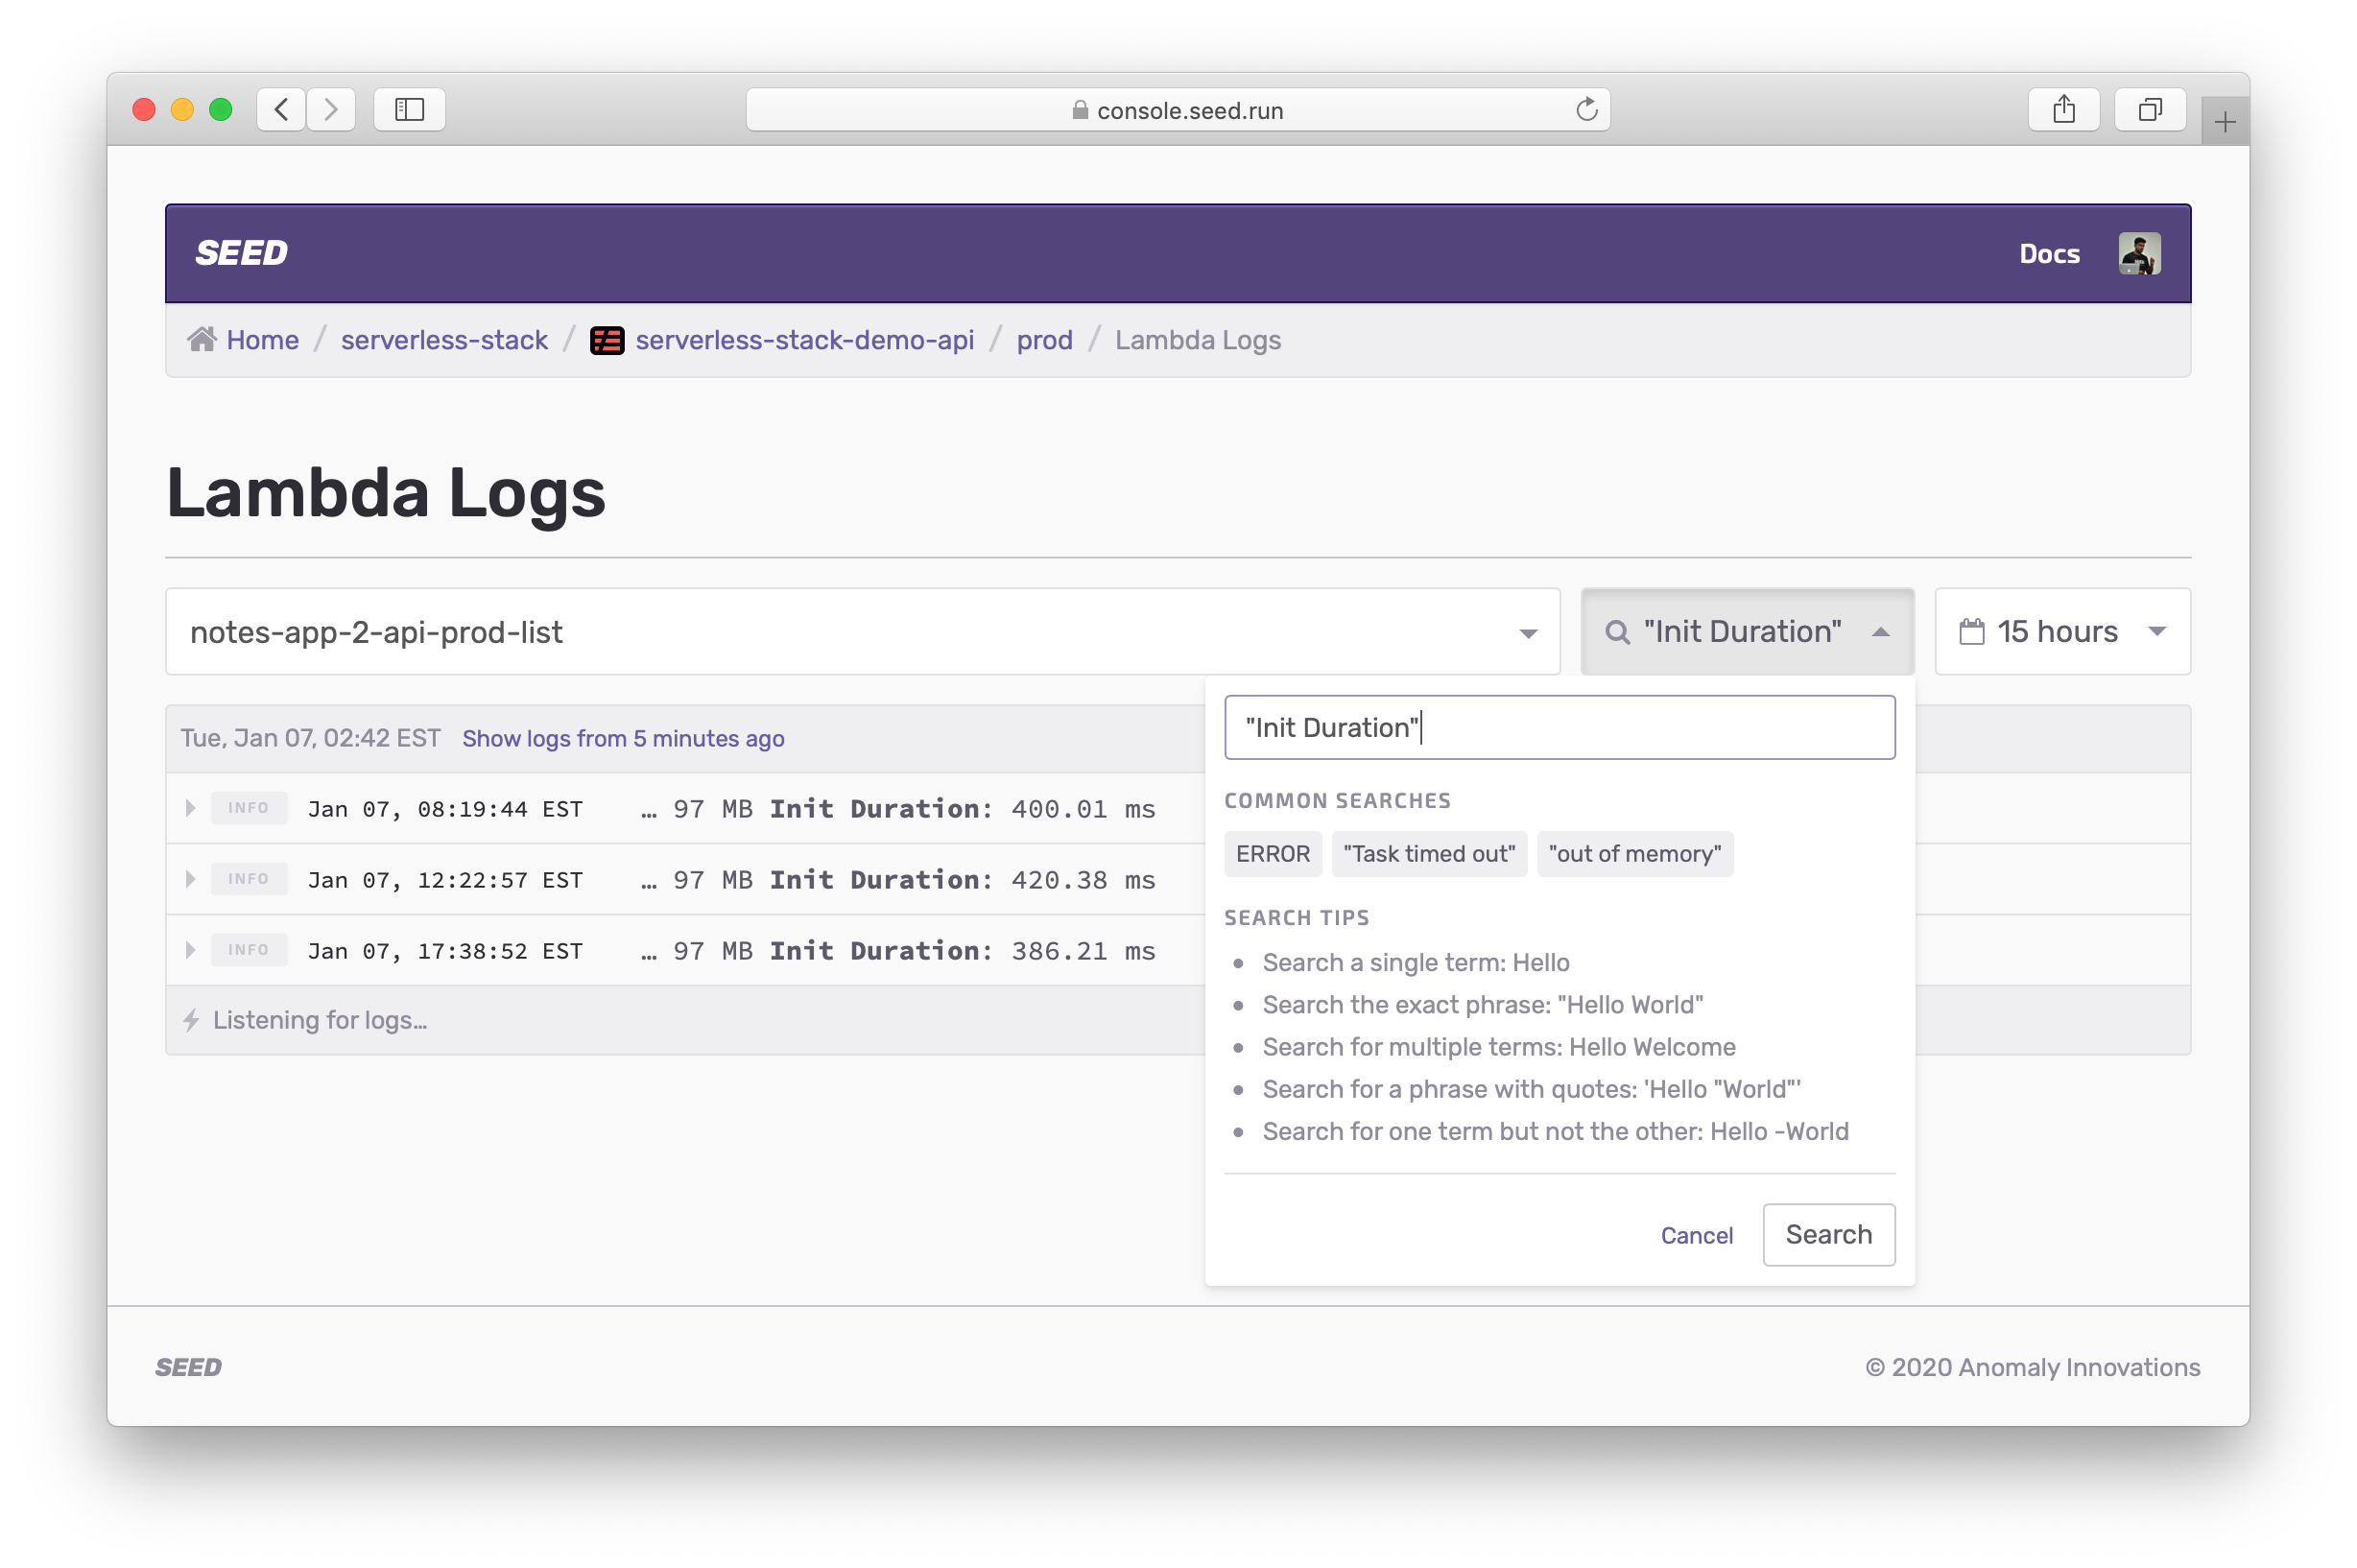 console.seed.run
SEED
Docs
Home / serverless-stack / serverless-stack-demo-api / prod / Lambda Logs
Lambda Logs
notes-app-2-api-prod-list
"Init Duration"
15 hours
Tue, Jan 07, 02:42 EST Show logs from 5 minutes ago
INFO Jan 07, 08:19:44 EST … 97 MB Init Duration: 400.01 ms
INFO Jan 07, 12:22:57 EST … 97 MB Init Duration: 420.38 ms
INFO Jan 07, 17:38:52 EST … 97 MB Init Duration: 386.21 ms
Listening for logs…
"Init Duration"
COMMON SEARCHES
ERROR "Task timed out" "out of memory"
SEARCH TIPS
• Search a single term: Hello
• Search the exact phrase: "Hello World"
• Search for multiple terms: Hello Welcome
• Search for a phrase with quotes: 'Hello "World"'
• Search for one term but not the other: Hello -World
Cancel Search
SEED
© 2020 Anomaly Innovations